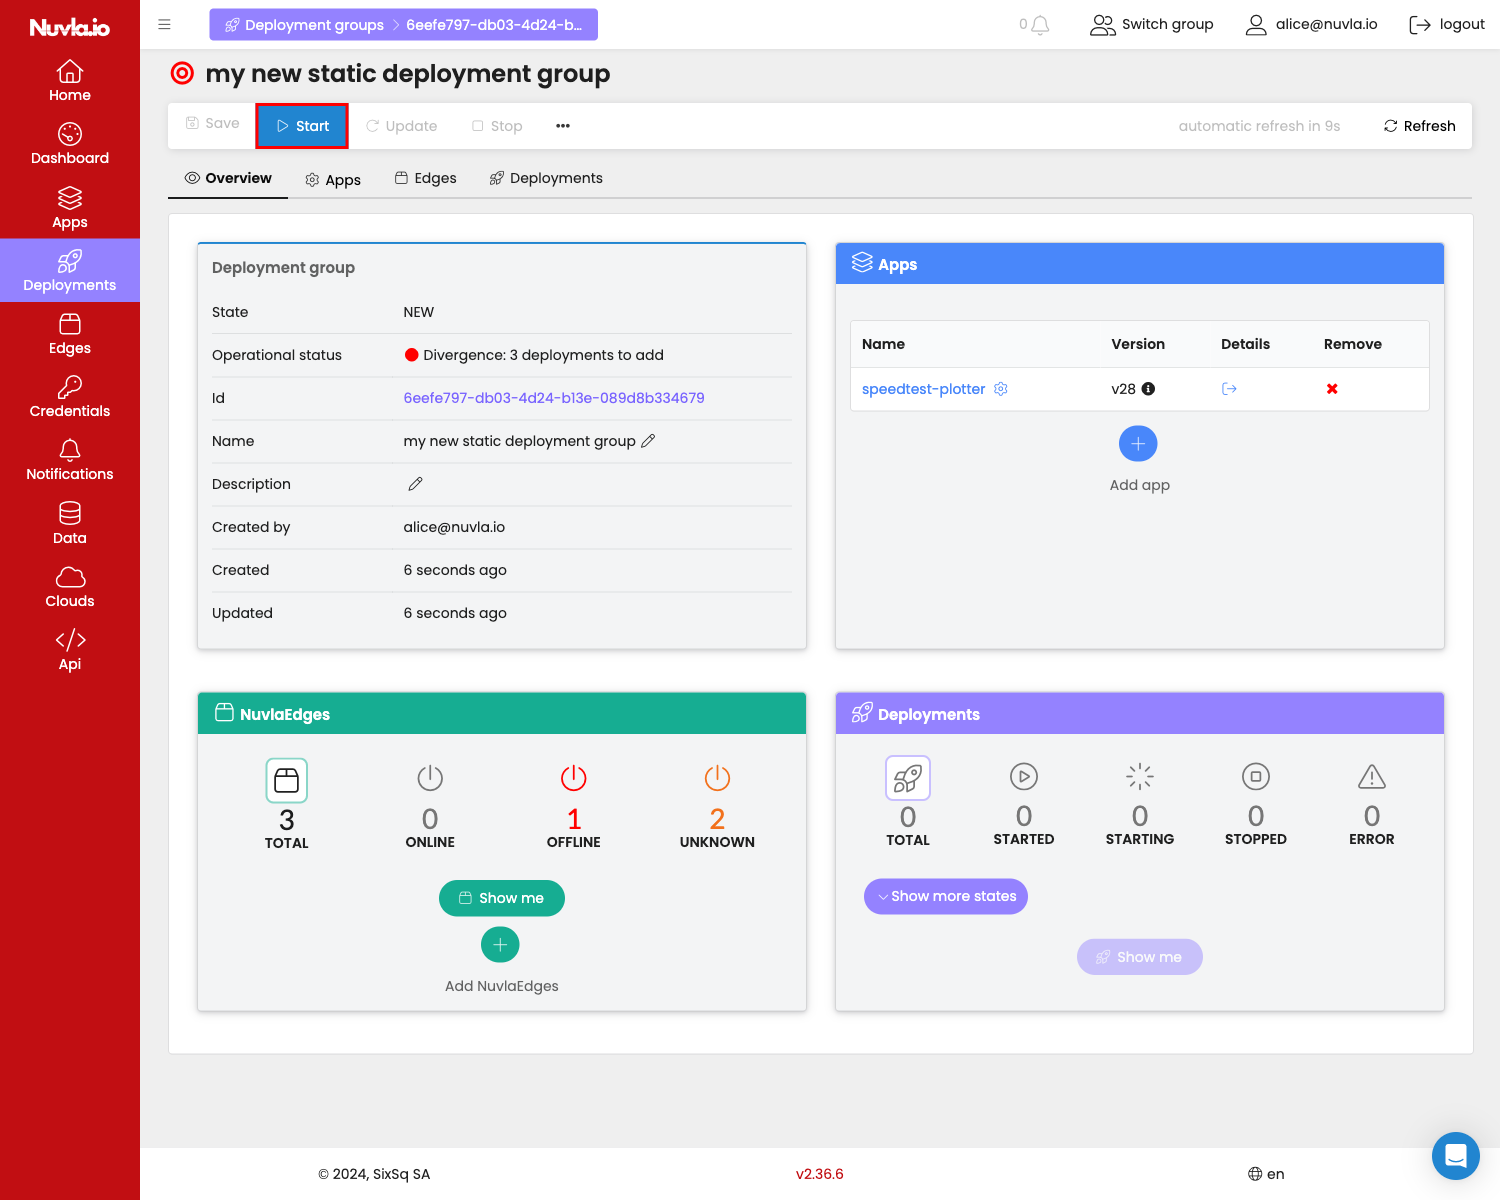 Nuvla.io
Deployment groups 6eefe797-db03-4d24-b...
0
Switch group
alice@nuvla.io
logout
Home
Dashboard
Apps
Deployments
Edges
Credentials
Notifications
Data
Clouds
Api
my new static deployment group
Save Start Update Stop ••• automatic refresh in 9s Refresh
Overview Apps Edges Deployments
Deployment group
State NEW
Operational status Divergence: 3 deployments to add
Id 6eefe797-db03-4d24-b13e-089d8b334679
Name my new static deployment group
Description
Created by alice@nuvla.io
Created 6 seconds ago
Updated 6 seconds ago
Apps
Name Version Details Remove
speedtest-plotter v28
Add app
NuvlaEdges
3 0 1 2
TOTAL ONLINE OFFLINE UNKNOWN
Show me
Add NuvlaEdges
Deployments
0 0 0 0 0
TOTAL STARTED STARTING STOPPED ERROR
Show more states
Show me
© 2024, SixSq SA v2.36.6 en